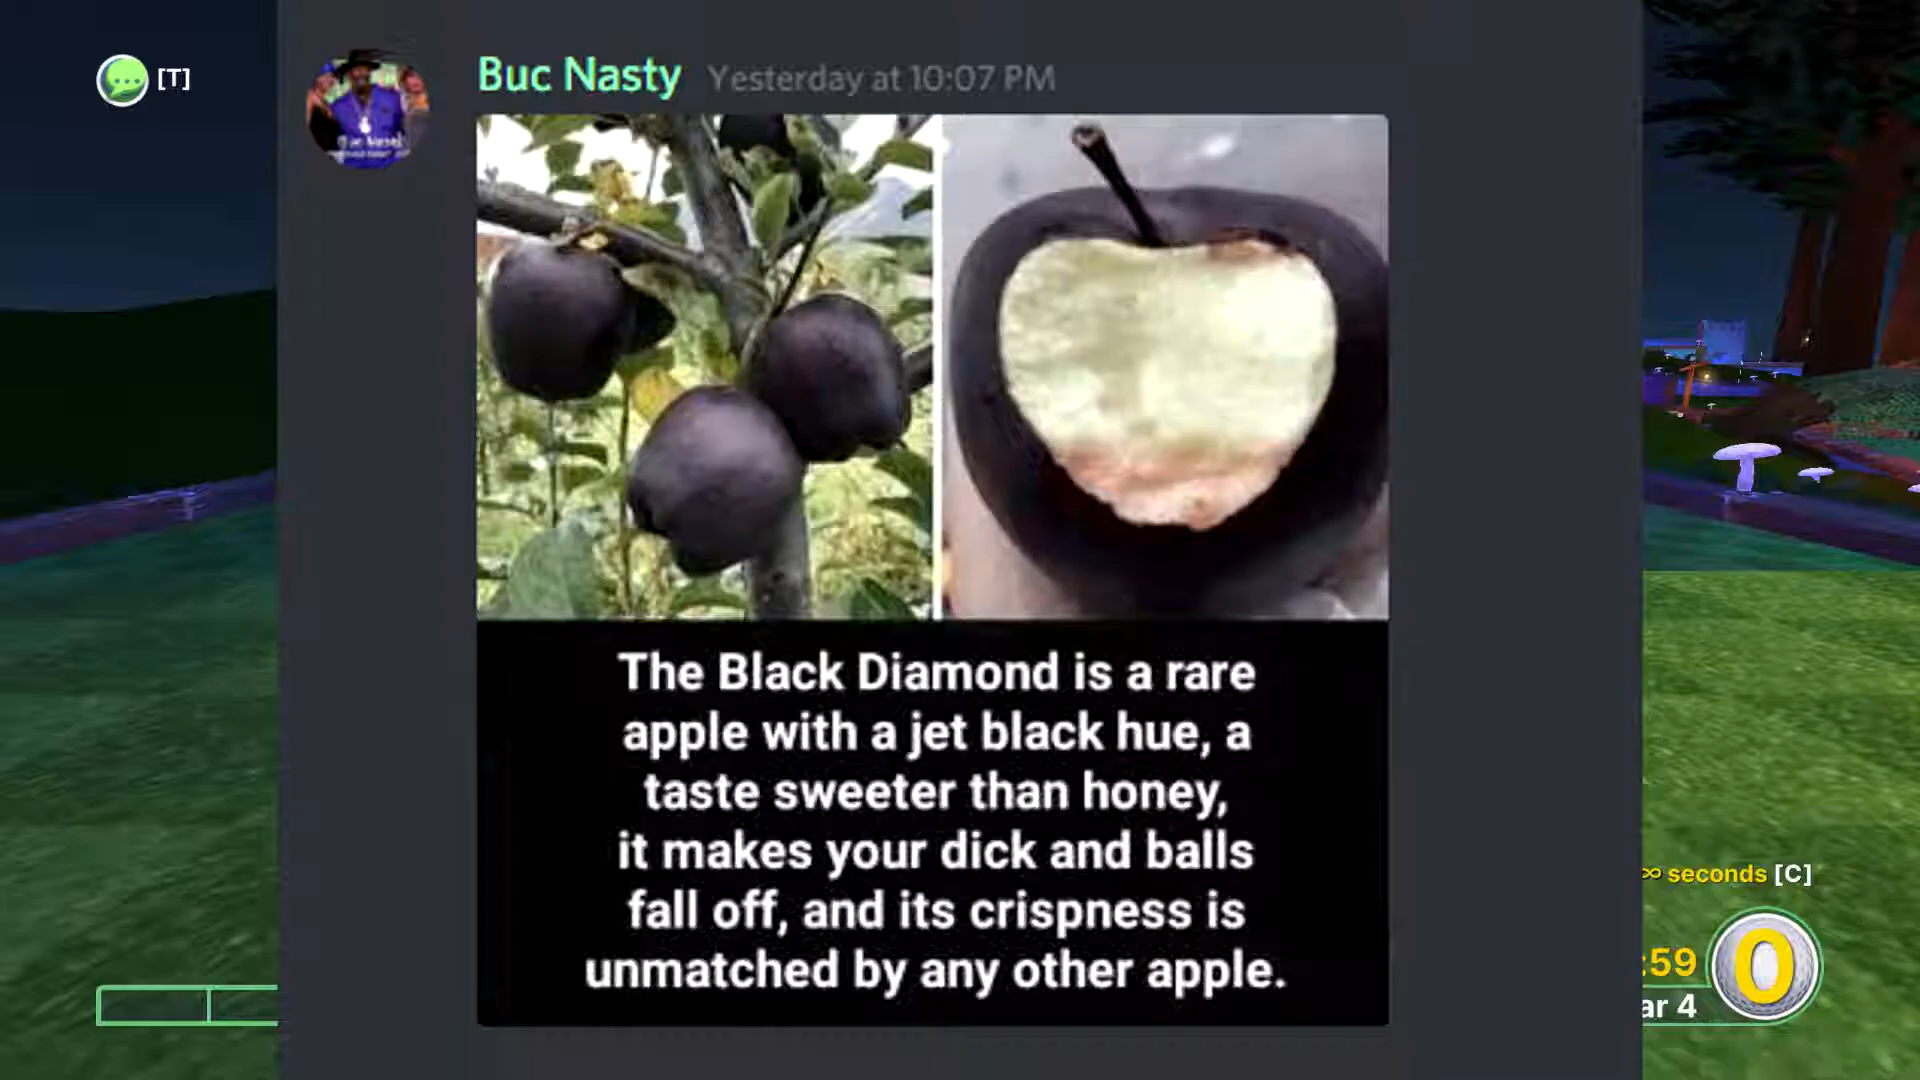 [T]
Buc Nasty Yesterday at 10:07 PM
The Black Diamond is a rare
apple with a jet black hue, a
taste sweeter than honey,
it makes your dick and balls
fall off, and its crispness is
unmatched by any other apple.
∞ seconds [C]
:59
0
ar 4